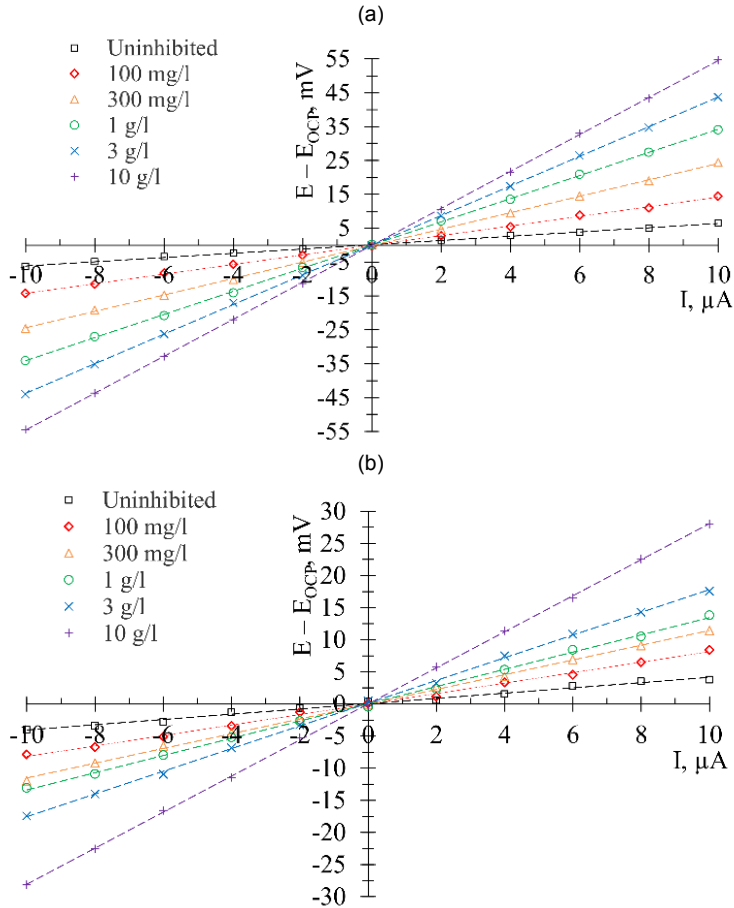 (a)
Uninhibited
100 mg/l
300 mg/l
1 g/l
3 g/l
10 g/l
E – E_OCP, mV
55
45
35
25
15
5
-5
-15
-25
-35
-45
-55
-10 -8 -6 -4 -2 0 2 4 6 8 10
I, µA
(b)
Uninhibited
100 mg/l
300 mg/l
1 g/l
3 g/l
10 g/l
E – E_OCP, mV
30
25
20
15
10
5
0
-5
-10
-15
-20
-25
-30
-10 -8 -6 -4 -2 0 2 4 6 8 10
I, µA